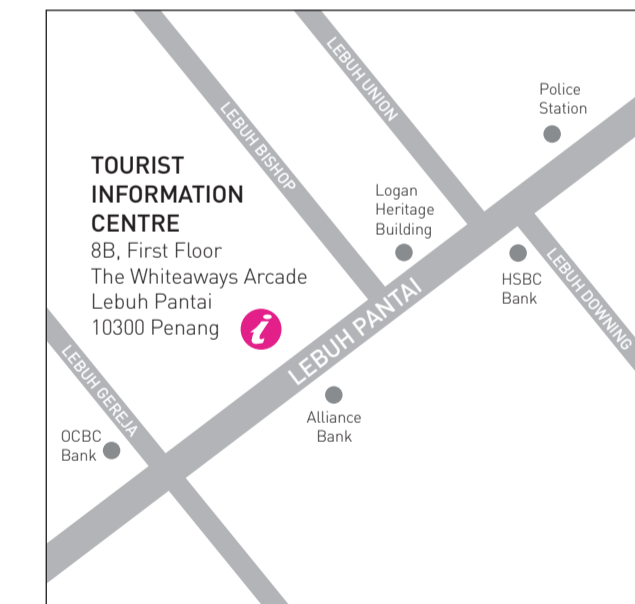 LEBUH UNION
Police
Station
LEBUH BISHOP
TOURIST
INFORMATION
CENTRE
8B, First Floor
The Whiteaways Arcade
Lebuh Pantai
10300 Penang
i
Logan
Heritage
Building
HSBC
Bank
LEBUH DOWNING
LEBUH PANTAI
LEBUH GEREJA
Alliance
Bank
OCBC
Bank